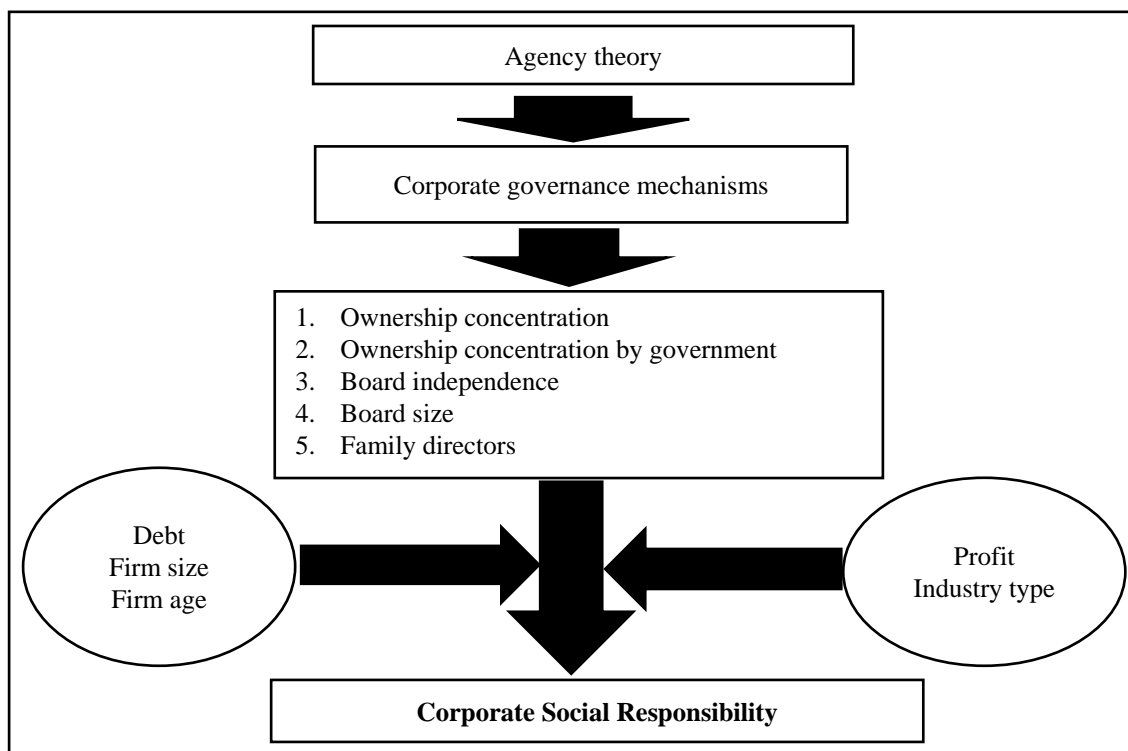 Agency theory
Corporate governance mechanisms
1. Ownership concentration
2. Ownership concentration by government
3. Board independence
4. Board size
5. Family directors
Debt
Firm size
Firm age
Profit
Industry type
Corporate Social Responsibility